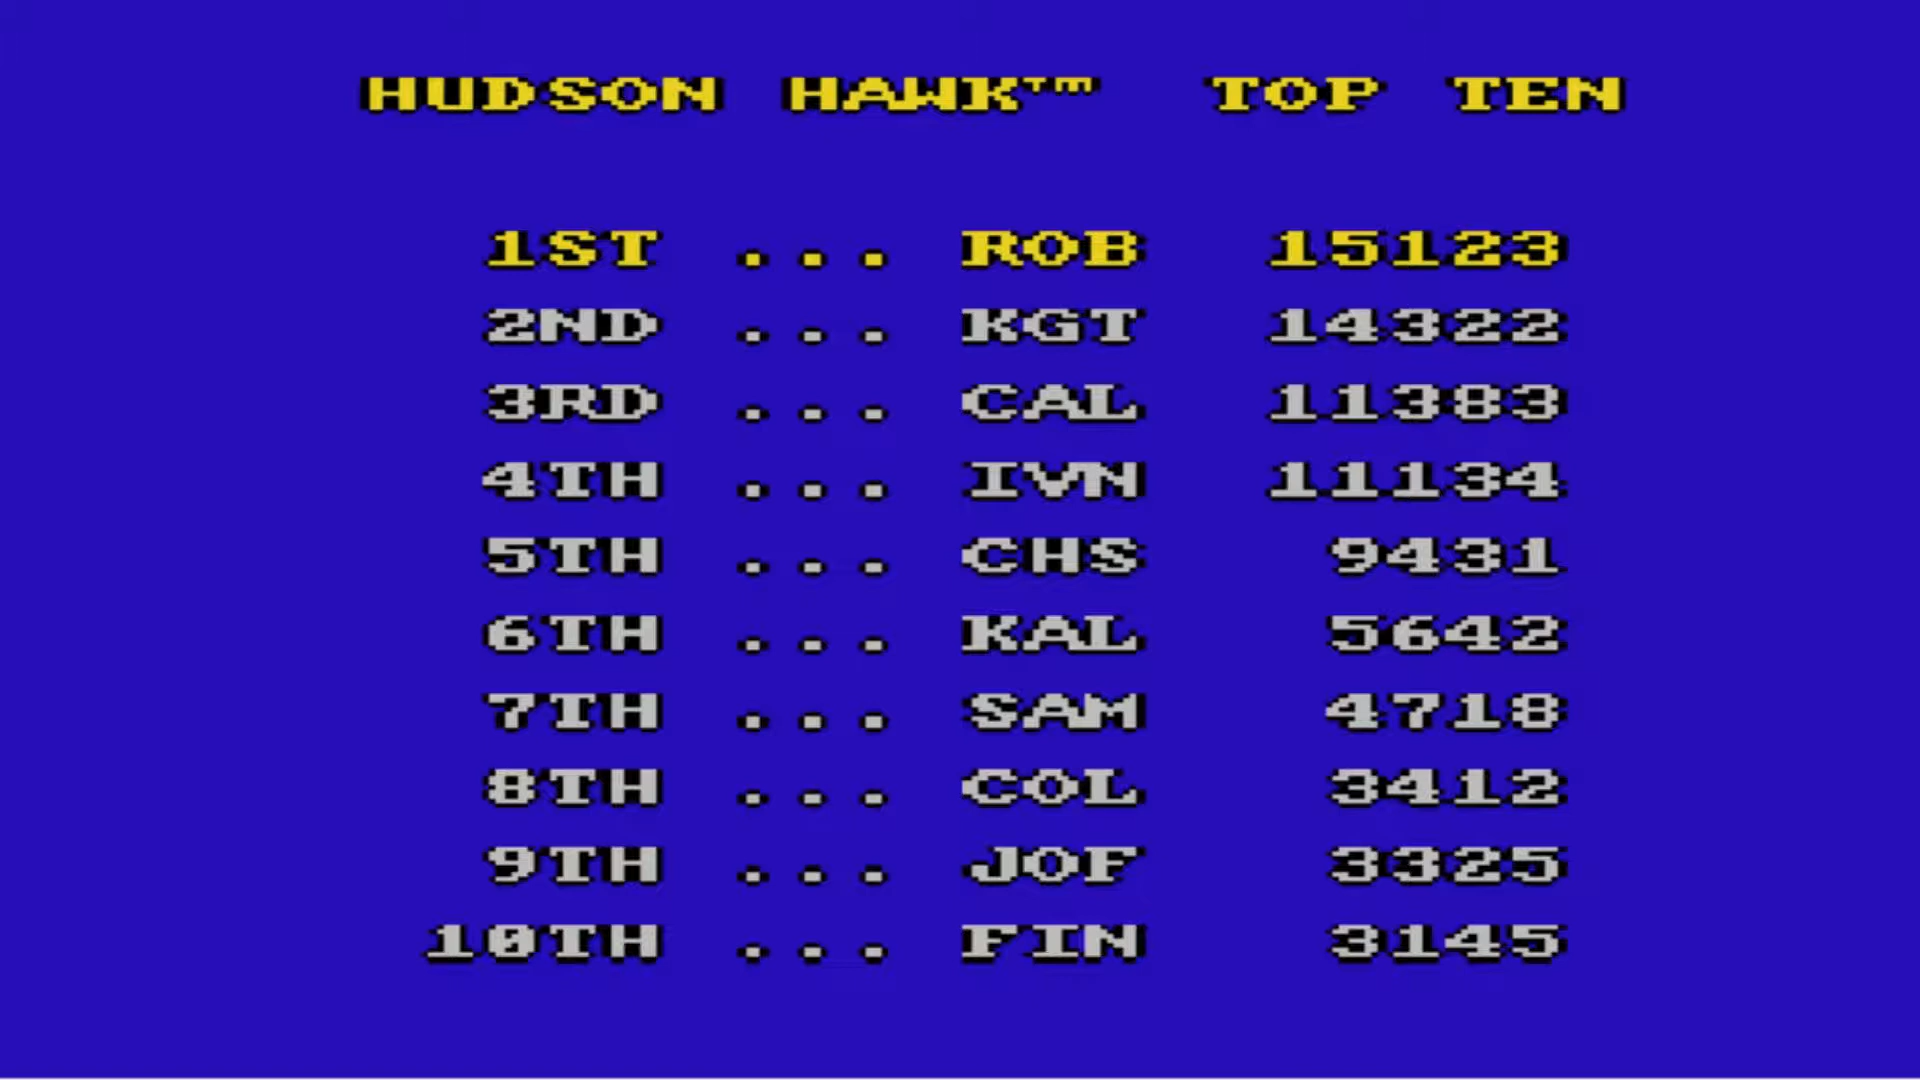 HUDSON HAWK™ TOP TEN
1ST ... ROB 15123
2ND ... KGT 14322
3RD ... CAL 11383
4TH ... IVN 11134
5TH ... CHS 9431
6TH ... KAL 5642
7TH ... SAM 4718
8TH ... COL 3412
9TH ... JOF 3325
10TH ... FIN 3145